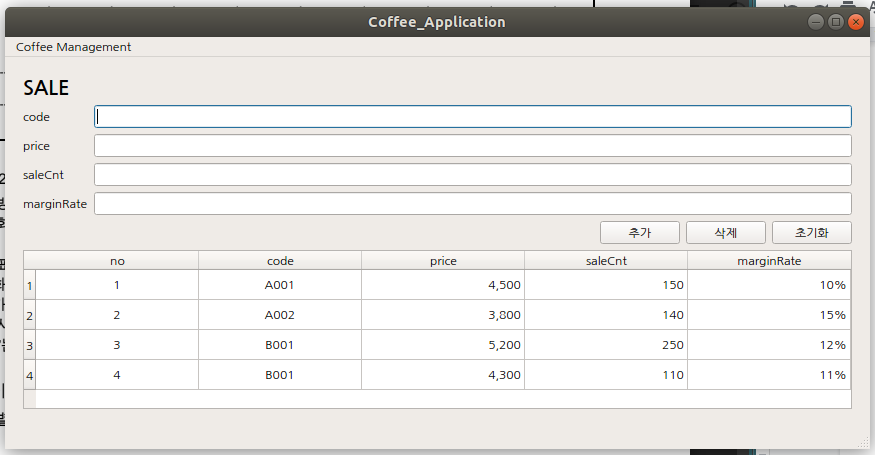 Coffee_Application
Coffee Management
SALE
code
price
saleCnt
marginRate
추가 삭제 초기화
no code price saleCnt marginRate
1 1 A001 4,500 150 10%
2 2 A002 3,800 140 15%
3 3 B001 5,200 250 12%
4 4 B001 4,300 110 11%